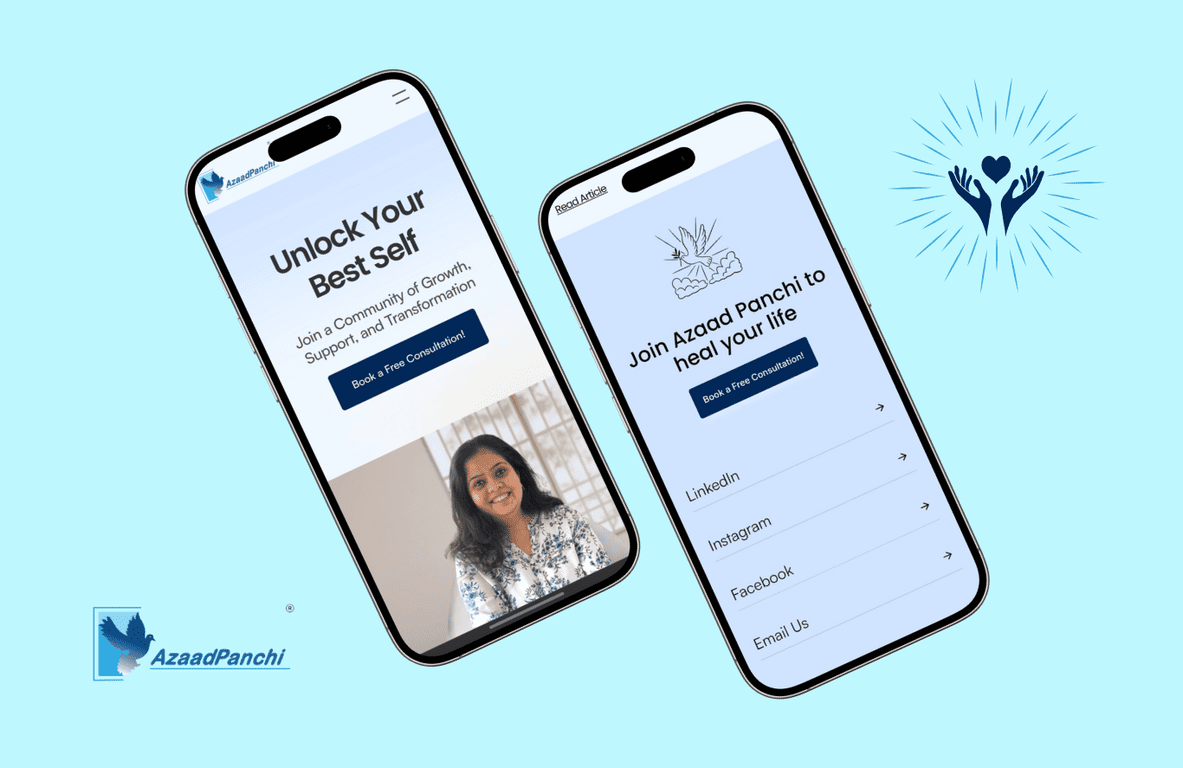 AzaadPanchi
Unlock Your
Best Self
Join a Community of Growth,
Support, and Transformation
Book a Free Consultation!
Read Article
Join Azaad Panchi to
heal your life
Book a Free Consultation!
LinkedIn
Instagram
Facebook
Email Us
AzaadPanchi
®